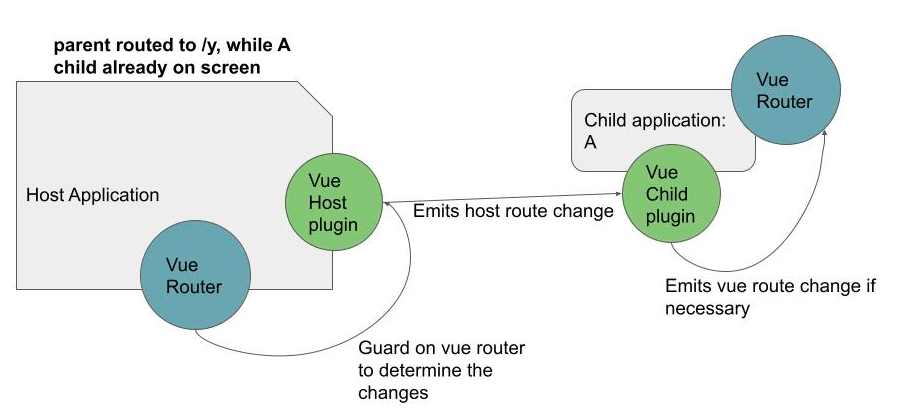 parent routed to /y, while A
child already on screen
Host Application
Vue
Host
plugin
Vue
Router
Guard on vue router
to determine the
changes
Emits host route change
Child application:
A
Vue
Router
Vue
Child
plugin
Emits vue route change if
necessary